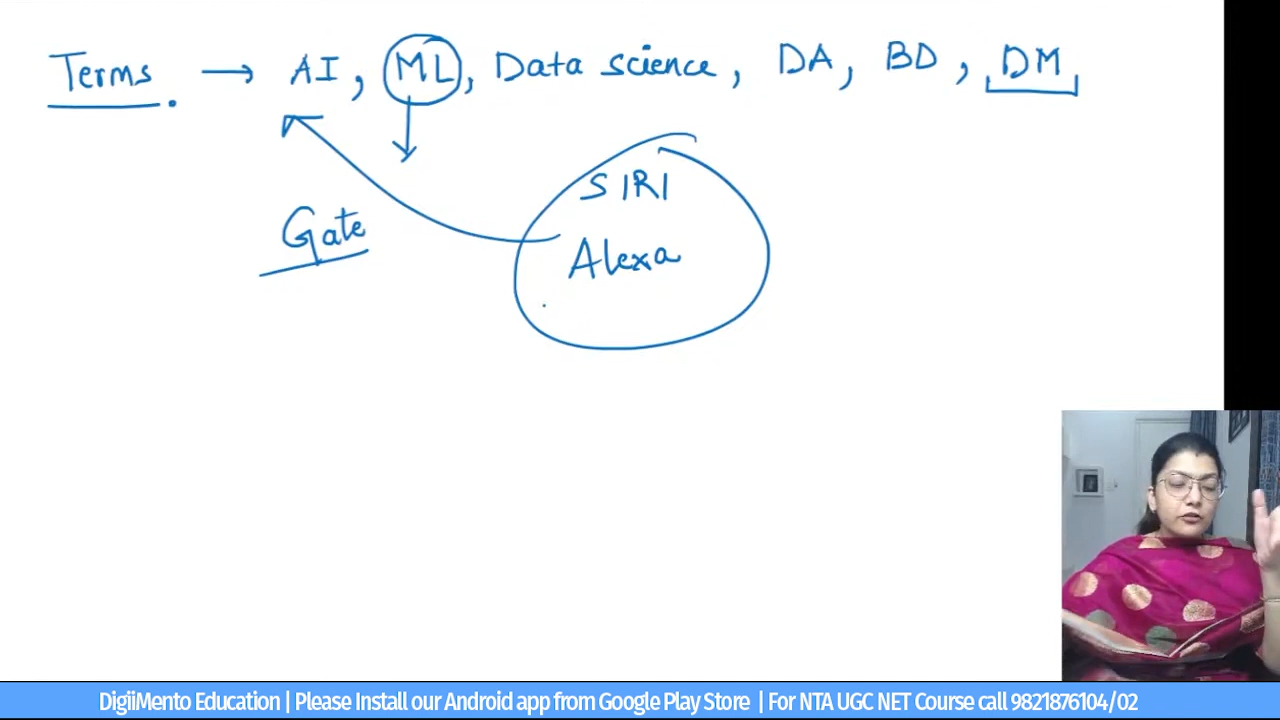 Terms. → AI, ML, Data science, DA, BD, DM
SIRI
Gate
Alexa
DigiiMento Education | Please Install our Android app from Google Play Store | For NTA UGC NET Course call 9821876104/02